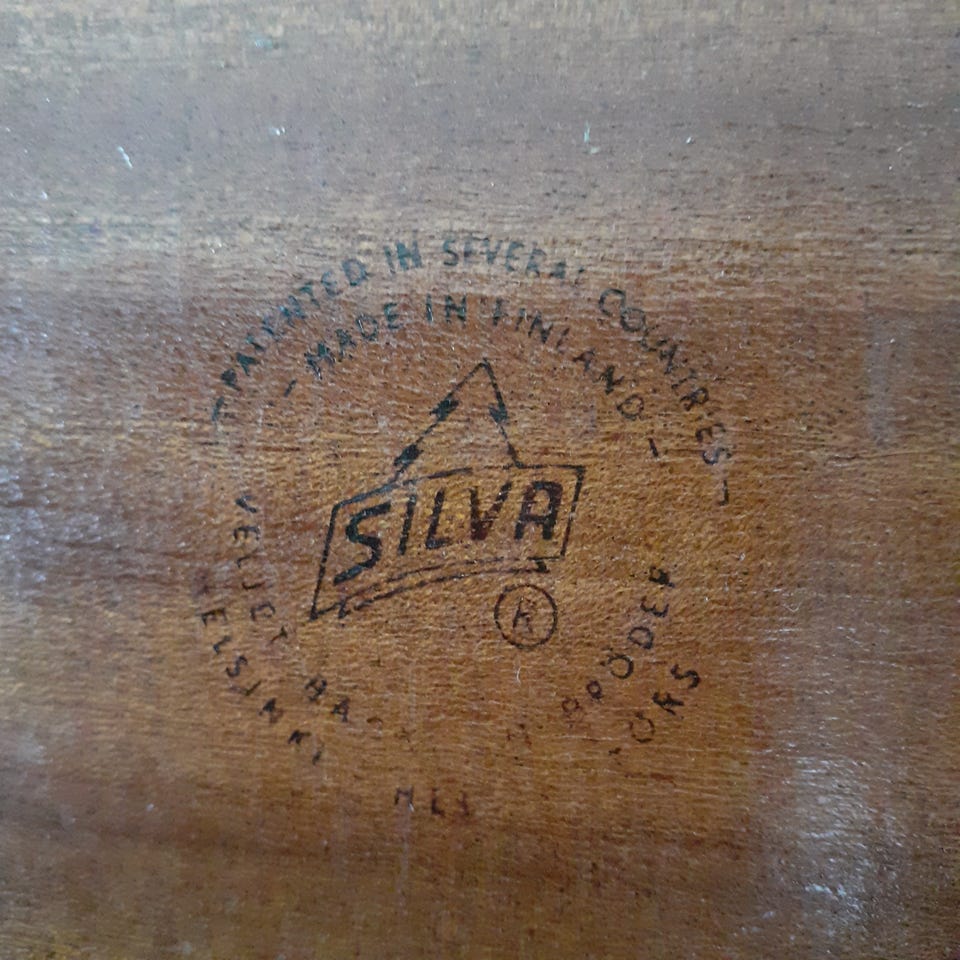 - PATENTED IN SEVERAL COUNTRIES -
- MADE IN FINLAND -
SILVA
®
VELJET
HELSINKI